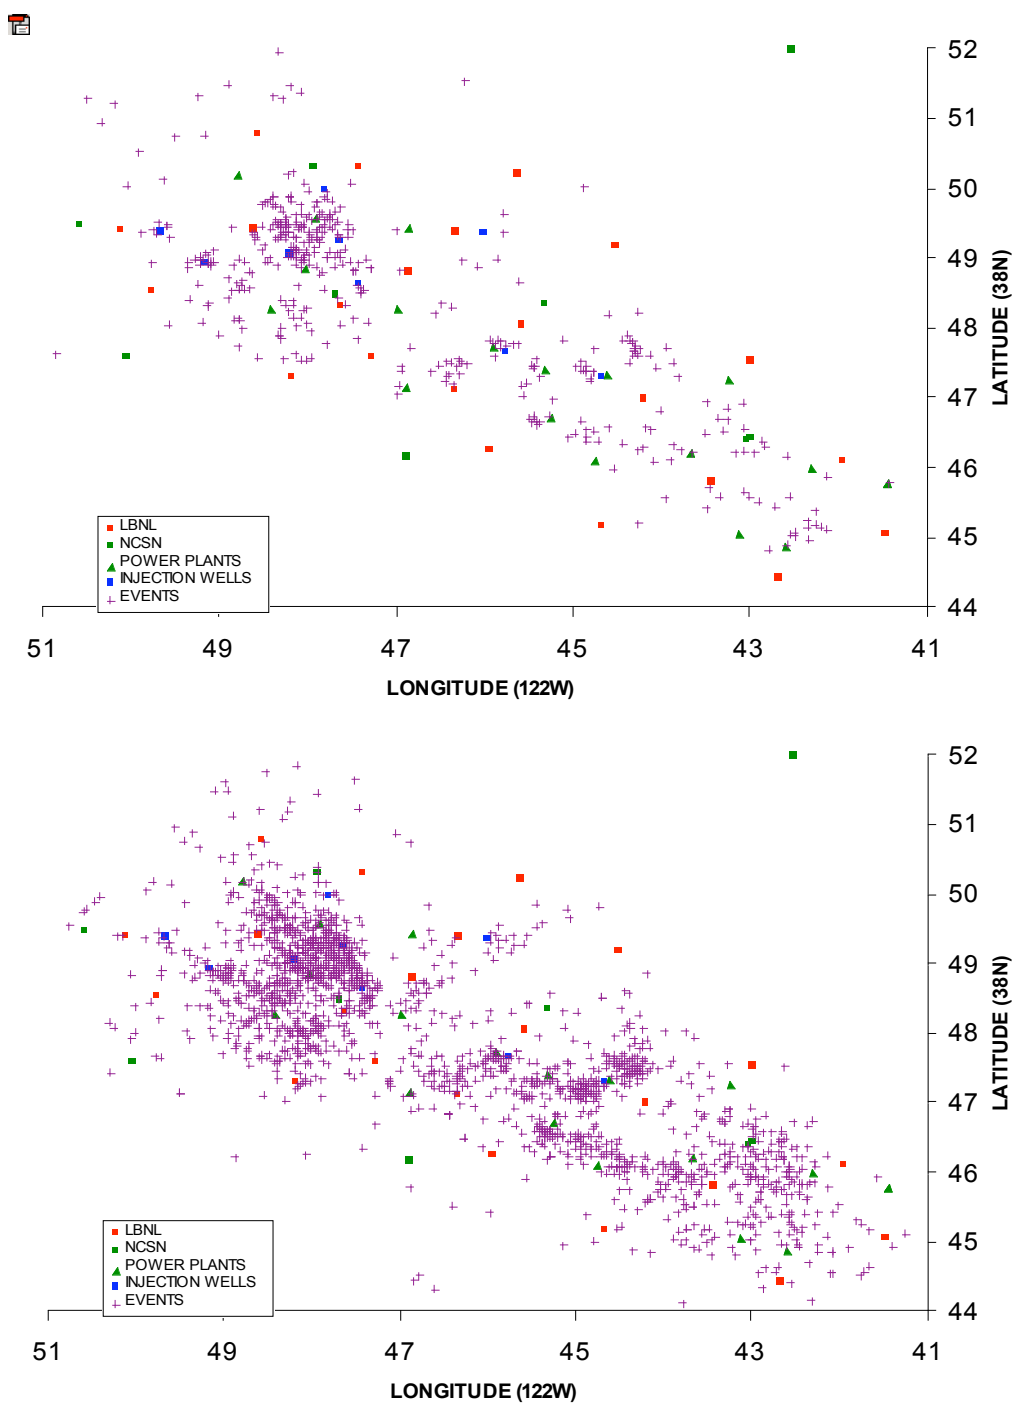 52
51
50
49
48
47
46
45
44
LATITUDE (38N)
LBNL
NCSN
POWER PLANTS
INJECTION WELLS
EVENTS
51 49 47 45 43 41
LONGITUDE (122W)
52
51
50
49
48
47
46
45
44
LATITUDE (38N)
LBNL
NCSN
POWER PLANTS
INJECTION WELLS
EVENTS
51 49 47 45 43 41
LONGITUDE (122W)